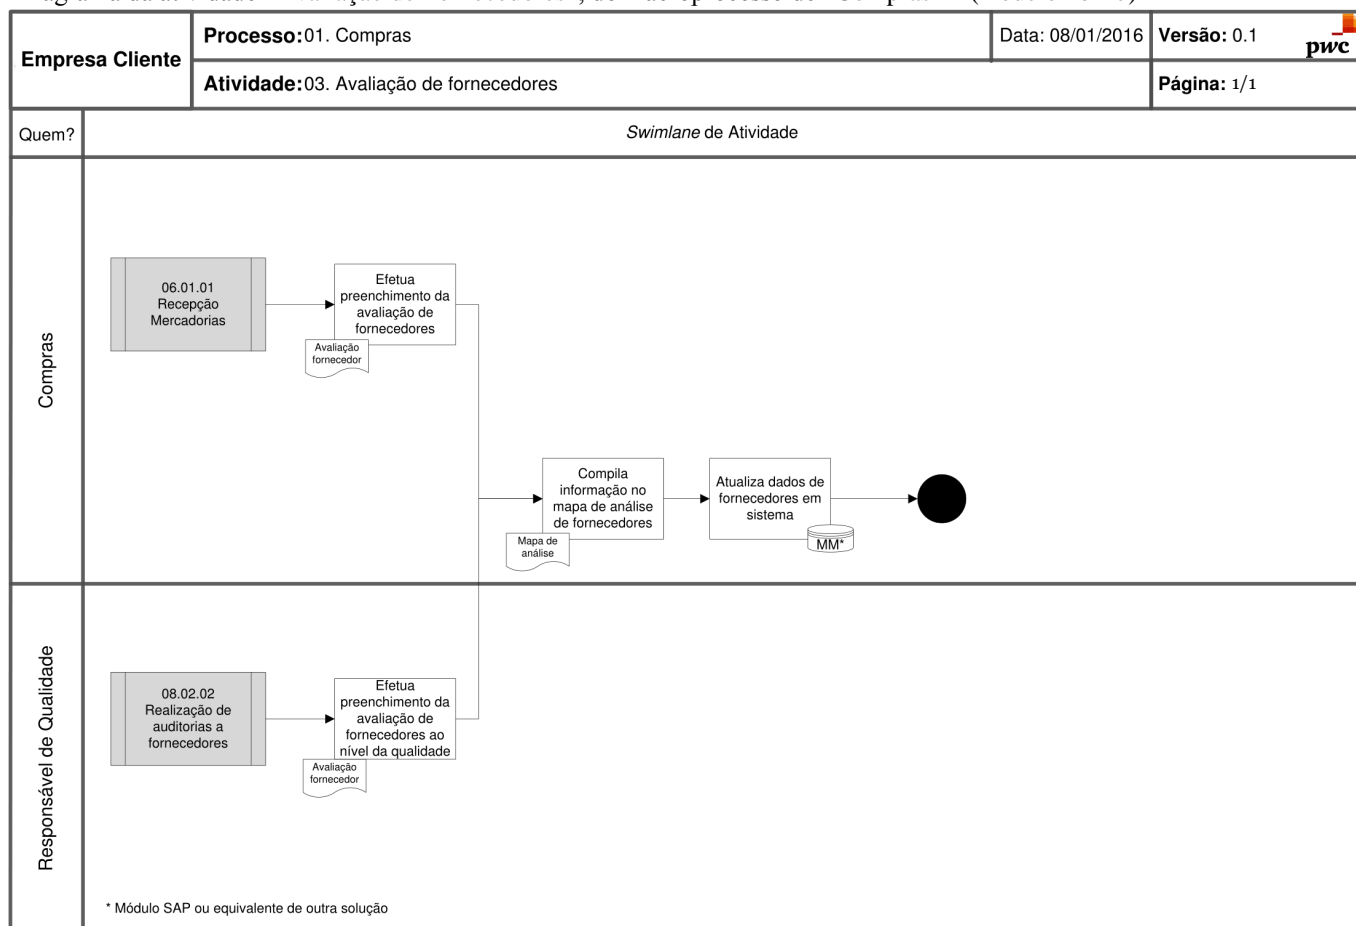 Empresa Cliente
Processo: 01. Compras
Data: 08/01/2016
Versão: 0.1
pwc
Atividade: 03. Avaliação de fornecedores
Página: 1/1
Quem?
Swimlane de Atividade
Compras
06.01.01
Recepção
Mercadorias
Efetua
preenchimento da
avaliação de
fornecedores
Avaliação
fornecedor
Compila
informação no
mapa de análise
de fornecedores
Mapa de
análise
Atualiza dados de
fornecedores em
sistema
MM*
Responsável de Qualidade
08.02.02
Realização de
auditorias a
fornecedores
Efetua
preenchimento da
avaliação de
fornecedores ao
nível da qualidade
Avaliação
fornecedor
* Módulo SAP ou equivalente de outra solução